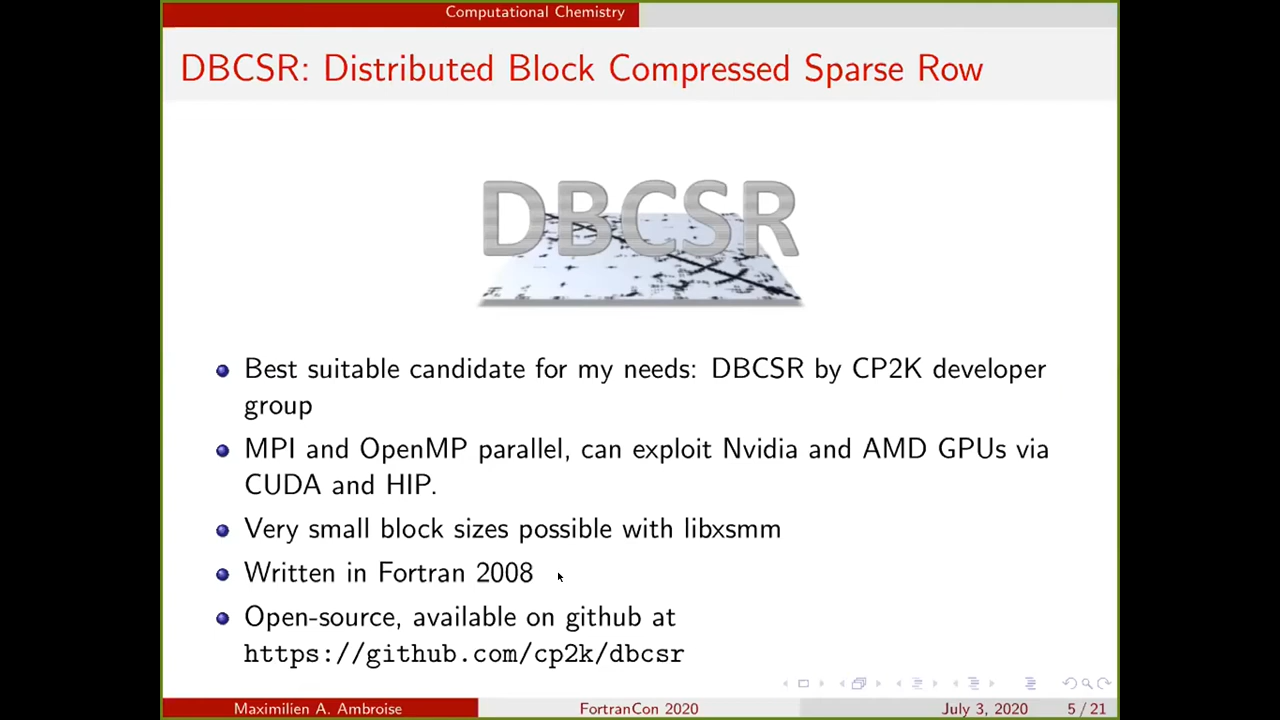 Computational Chemistry
DBCSR: Distributed Block Compressed Sparse Row
DBCSR
Best suitable candidate for my needs: DBCSR by CP2K developer
group
MPI and OpenMP parallel, can exploit Nvidia and AMD GPUs via
CUDA and HIP.
Very small block sizes possible with libxsmm
Written in Fortran 2008
Open-source, available on github at
https://github.com/cp2k/dbcsr
Maximilien A. Ambroise FortranCon 2020 July 3, 2020 5 / 21